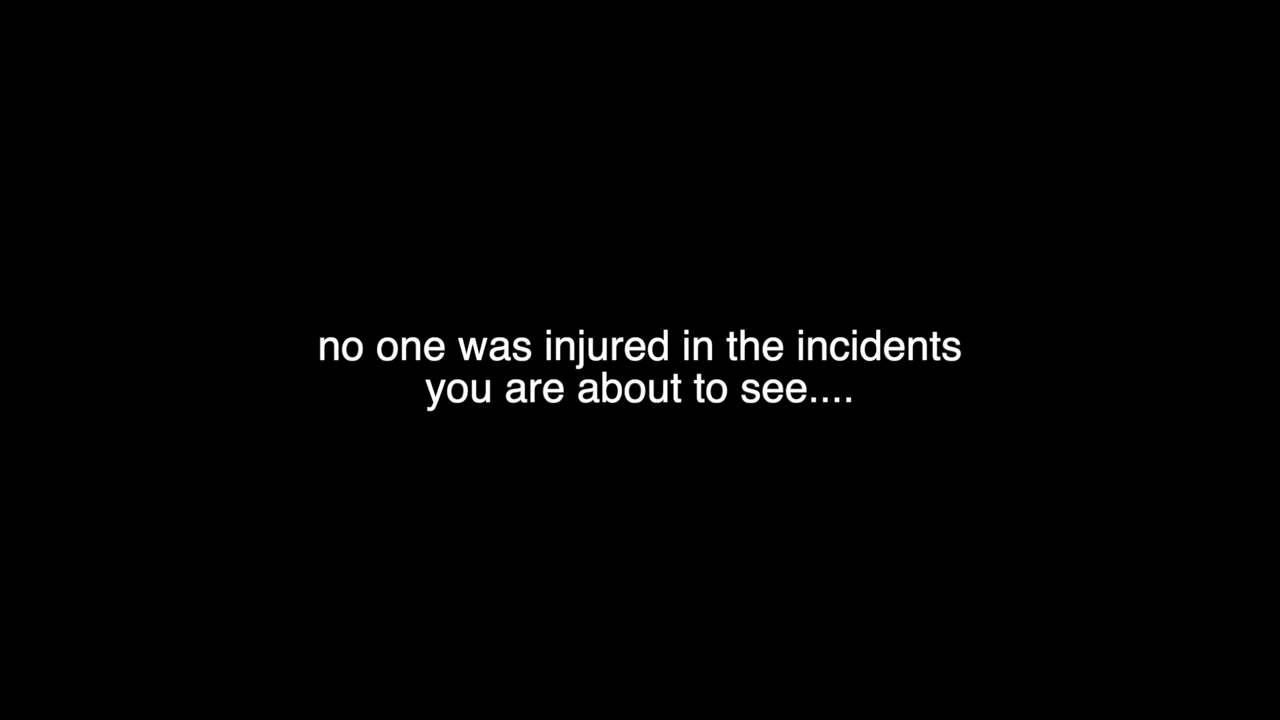 no one was injured in the incidents
you are about to see....